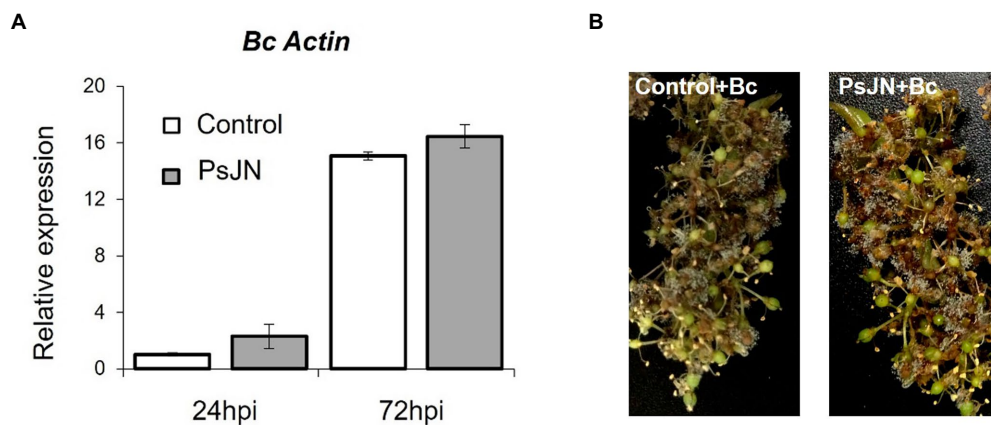 A
Bc Actin
20
16
12
8
4
0
Relative expression
Control
PsJN
24hpi
72hpi
B
Control+Bc
PsJN+Bc